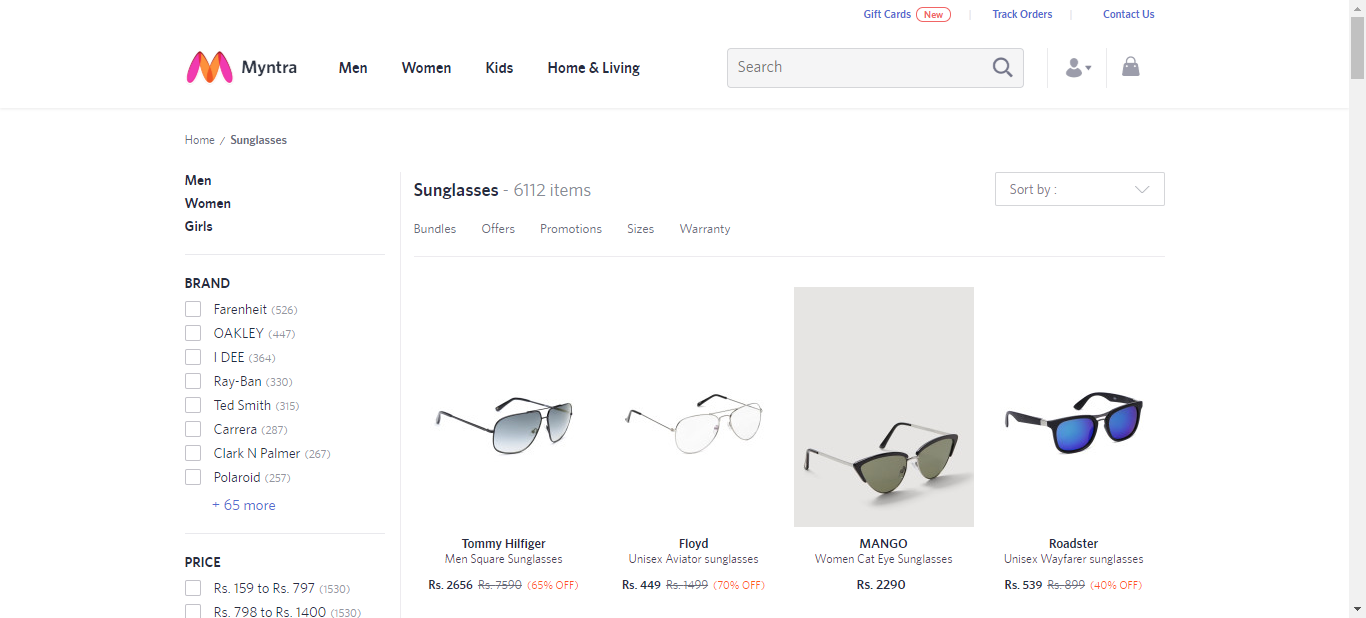 Gift Cards New Track Orders Contact Us
Myntra Men Women Kids Home & Living Search
Home / Sunglasses
Men
Women
Girls
BRAND
Farenheit (526)
OAKLEY (447)
I DEE (364)
Ray-Ban (330)
Ted Smith (315)
Carrera (287)
Clark N Palmer (267)
Polaroid (257)
+ 65 more
PRICE
Rs. 159 to Rs. 797 (1530)
Rs. 798 to Rs. 1400 (1530)
Sunglasses - 6112 items
Sort by :
Bundles Offers Promotions Sizes Warranty
Tommy Hilfiger
Men Square Sunglasses
Rs. 2656 Rs. 7590 (65% OFF)
Floyd
Unisex Aviator sunglasses
Rs. 449 Rs. 1499 (70% OFF)
MANGO
Women Cat Eye Sunglasses
Rs. 2290
Roadster
Unisex Wayfarer sunglasses
Rs. 539 Rs. 899 (40% OFF)